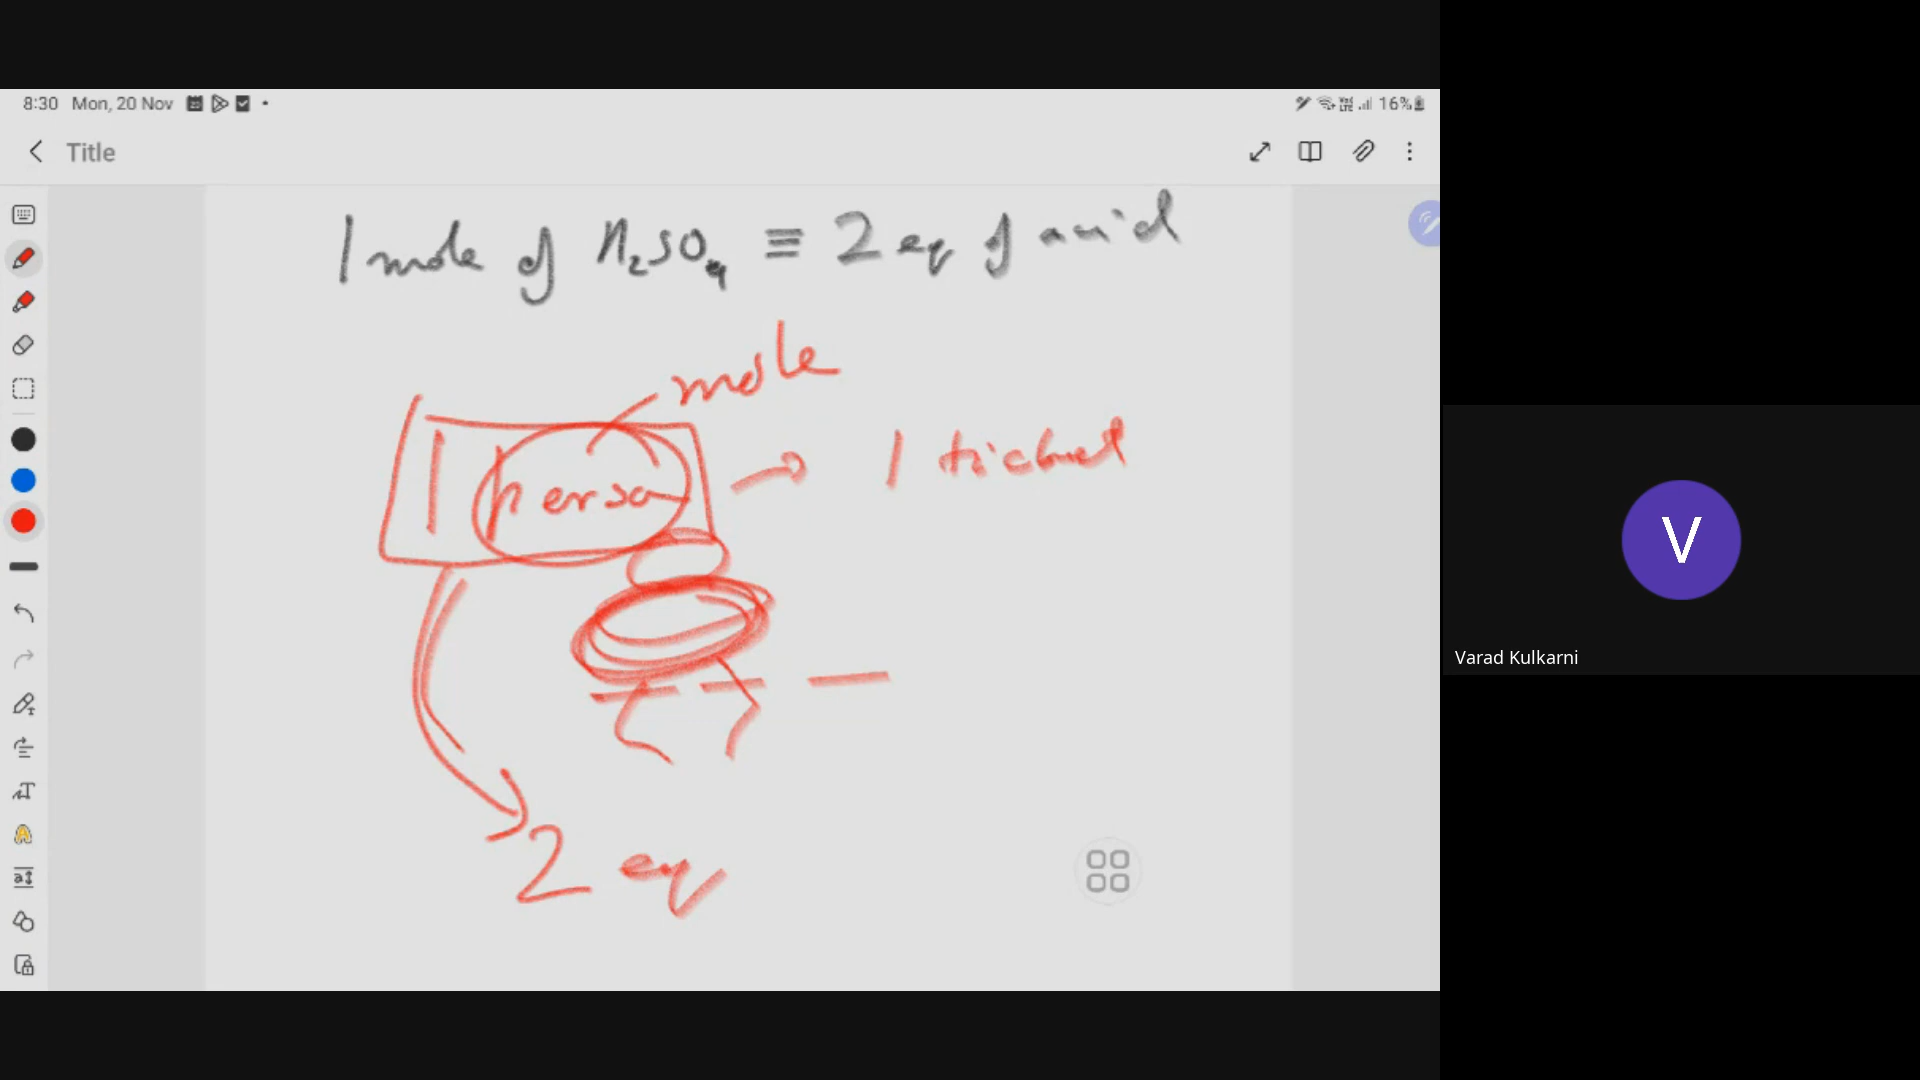 8:30 Mon, 20 Nov
16%
Title
1 mole of H₂SO₄ ≡ 2 eq of acid
mole
1 person → 1 ticket
2 eq
V
Varad Kulkarni